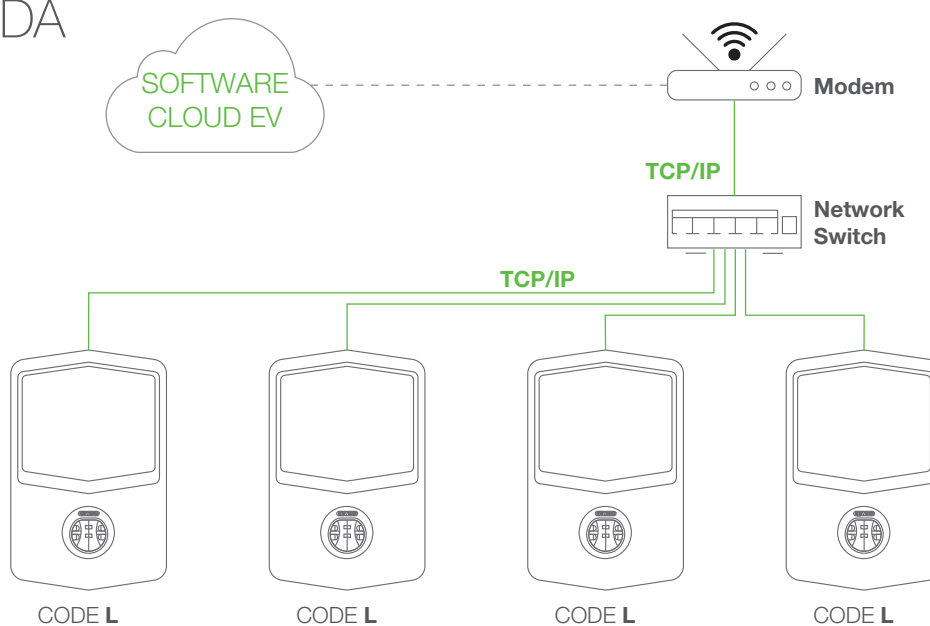 DA
SOFTWARE
CLOUD EV
Modem
TCP/IP
Network
Switch
TCP/IP
CODE L
CODE L
CODE L
CODE L